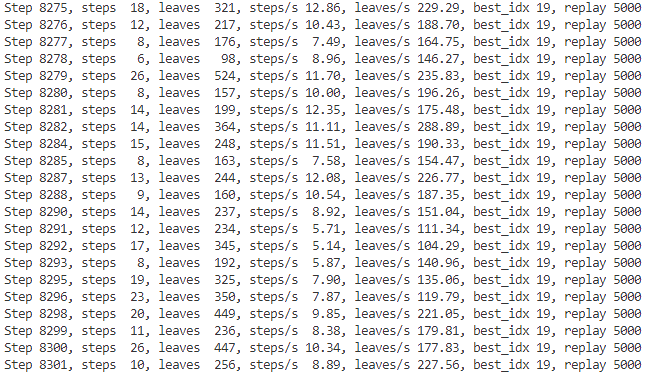 Step 8275, steps  18, leaves  321, steps/s 12.86, leaves/s 229.29, best_idx 19, replay 5000
Step 8276, steps  12, leaves  217, steps/s 10.43, leaves/s 188.70, best_idx 19, replay 5000
Step 8277, steps   8, leaves  176, steps/s  7.49, leaves/s 164.75, best_idx 19, replay 5000
Step 8278, steps   6, leaves   98, steps/s  8.96, leaves/s 146.27, best_idx 19, replay 5000
Step 8279, steps  26, leaves  524, steps/s 11.70, leaves/s 235.83, best_idx 19, replay 5000
Step 8280, steps   8, leaves  157, steps/s 10.00, leaves/s 196.26, best_idx 19, replay 5000
Step 8281, steps  14, leaves  199, steps/s 12.35, leaves/s 175.48, best_idx 19, replay 5000
Step 8282, steps  14, leaves  364, steps/s 11.11, leaves/s 288.89, best_idx 19, replay 5000
Step 8284, steps  15, leaves  248, steps/s 11.51, leaves/s 190.33, best_idx 19, replay 5000
Step 8285, steps   8, leaves  163, steps/s  7.58, leaves/s 154.47, best_idx 19, replay 5000
Step 8287, steps  13, leaves  244, steps/s 12.08, leaves/s 226.77, best_idx 19, replay 5000
Step 8288, steps   9, leaves  160, steps/s 10.54, leaves/s 187.35, best_idx 19, replay 5000
Step 8290, steps  14, leaves  237, steps/s  8.92, leaves/s 151.04, best_idx 19, replay 5000
Step 8291, steps  12, leaves  234, steps/s  5.71, leaves/s 111.34, best_idx 19, replay 5000
Step 8292, steps  17, leaves  345, steps/s  5.14, leaves/s 104.29, best_idx 19, replay 5000
Step 8293, steps   8, leaves  192, steps/s  5.87, leaves/s 140.96, best_idx 19, replay 5000
Step 8295, steps  19, leaves  325, steps/s  7.90, leaves/s 135.06, best_idx 19, replay 5000
Step 8296, steps  23, leaves  350, steps/s  7.87, leaves/s 119.79, best_idx 19, replay 5000
Step 8298, steps  20, leaves  449, steps/s  9.85, leaves/s 221.05, best_idx 19, replay 5000
Step 8299, steps  11, leaves  236, steps/s  8.38, leaves/s 179.81, best_idx 19, replay 5000
Step 8300, steps  26, leaves  447, steps/s 10.34, leaves/s 177.83, best_idx 19, replay 5000
Step 8301, steps  10, leaves  256, steps/s  8.89, leaves/s 227.56, best_idx 19, replay 5000